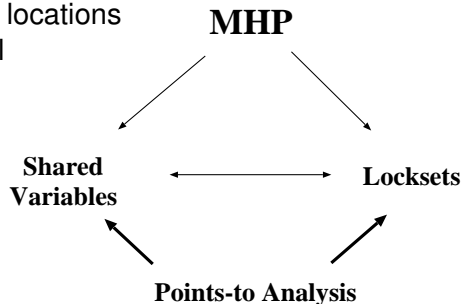 locations
MHP
Shared
Variables
Locksets
Points-to Analysis